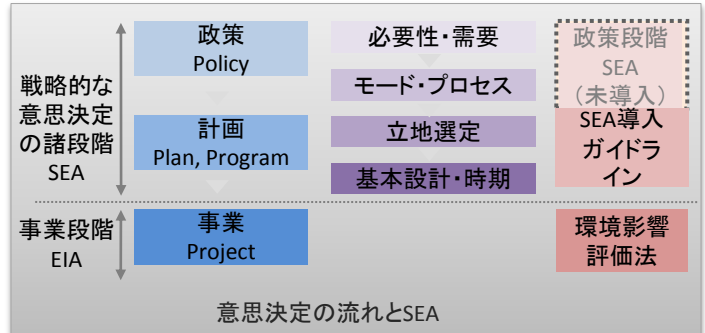 戦略的な
意思決定
の諸段階
SEA
政策
Policy
計画
Plan, Program
必要性・需要
モード・プロセス
立地選定
基本設計・時期
政策段階
SEA
（未導入）
SEA導入
ガイドラ
イン
事業段階
EIA
事業
Project
環境影響
評価法
意思決定の流れとSEA